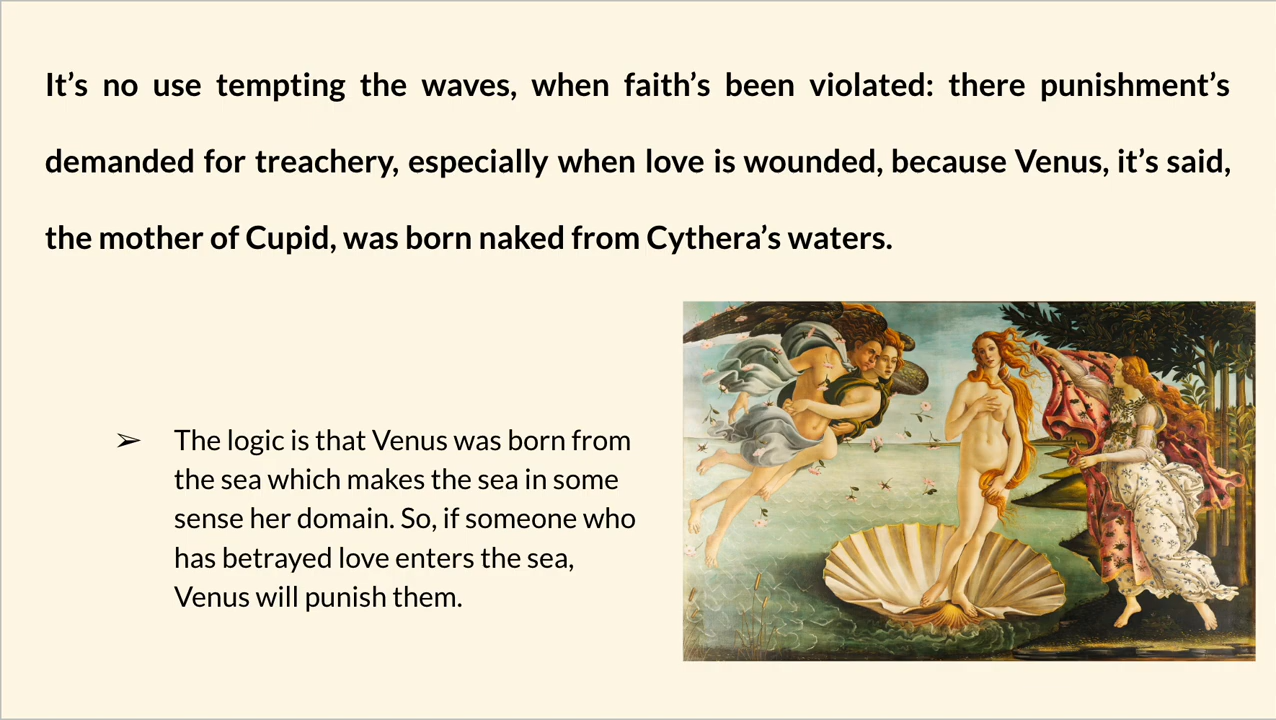 It’s no use tempting the waves, when faith’s been violated: there punishment’s
demanded for treachery, especially when love is wounded, because Venus, it’s said,
the mother of Cupid, was born naked from Cythera’s waters.
➢ The logic is that Venus was born from
the sea which makes the sea in some
sense her domain. So, if someone who
has betrayed love enters the sea,
Venus will punish them.